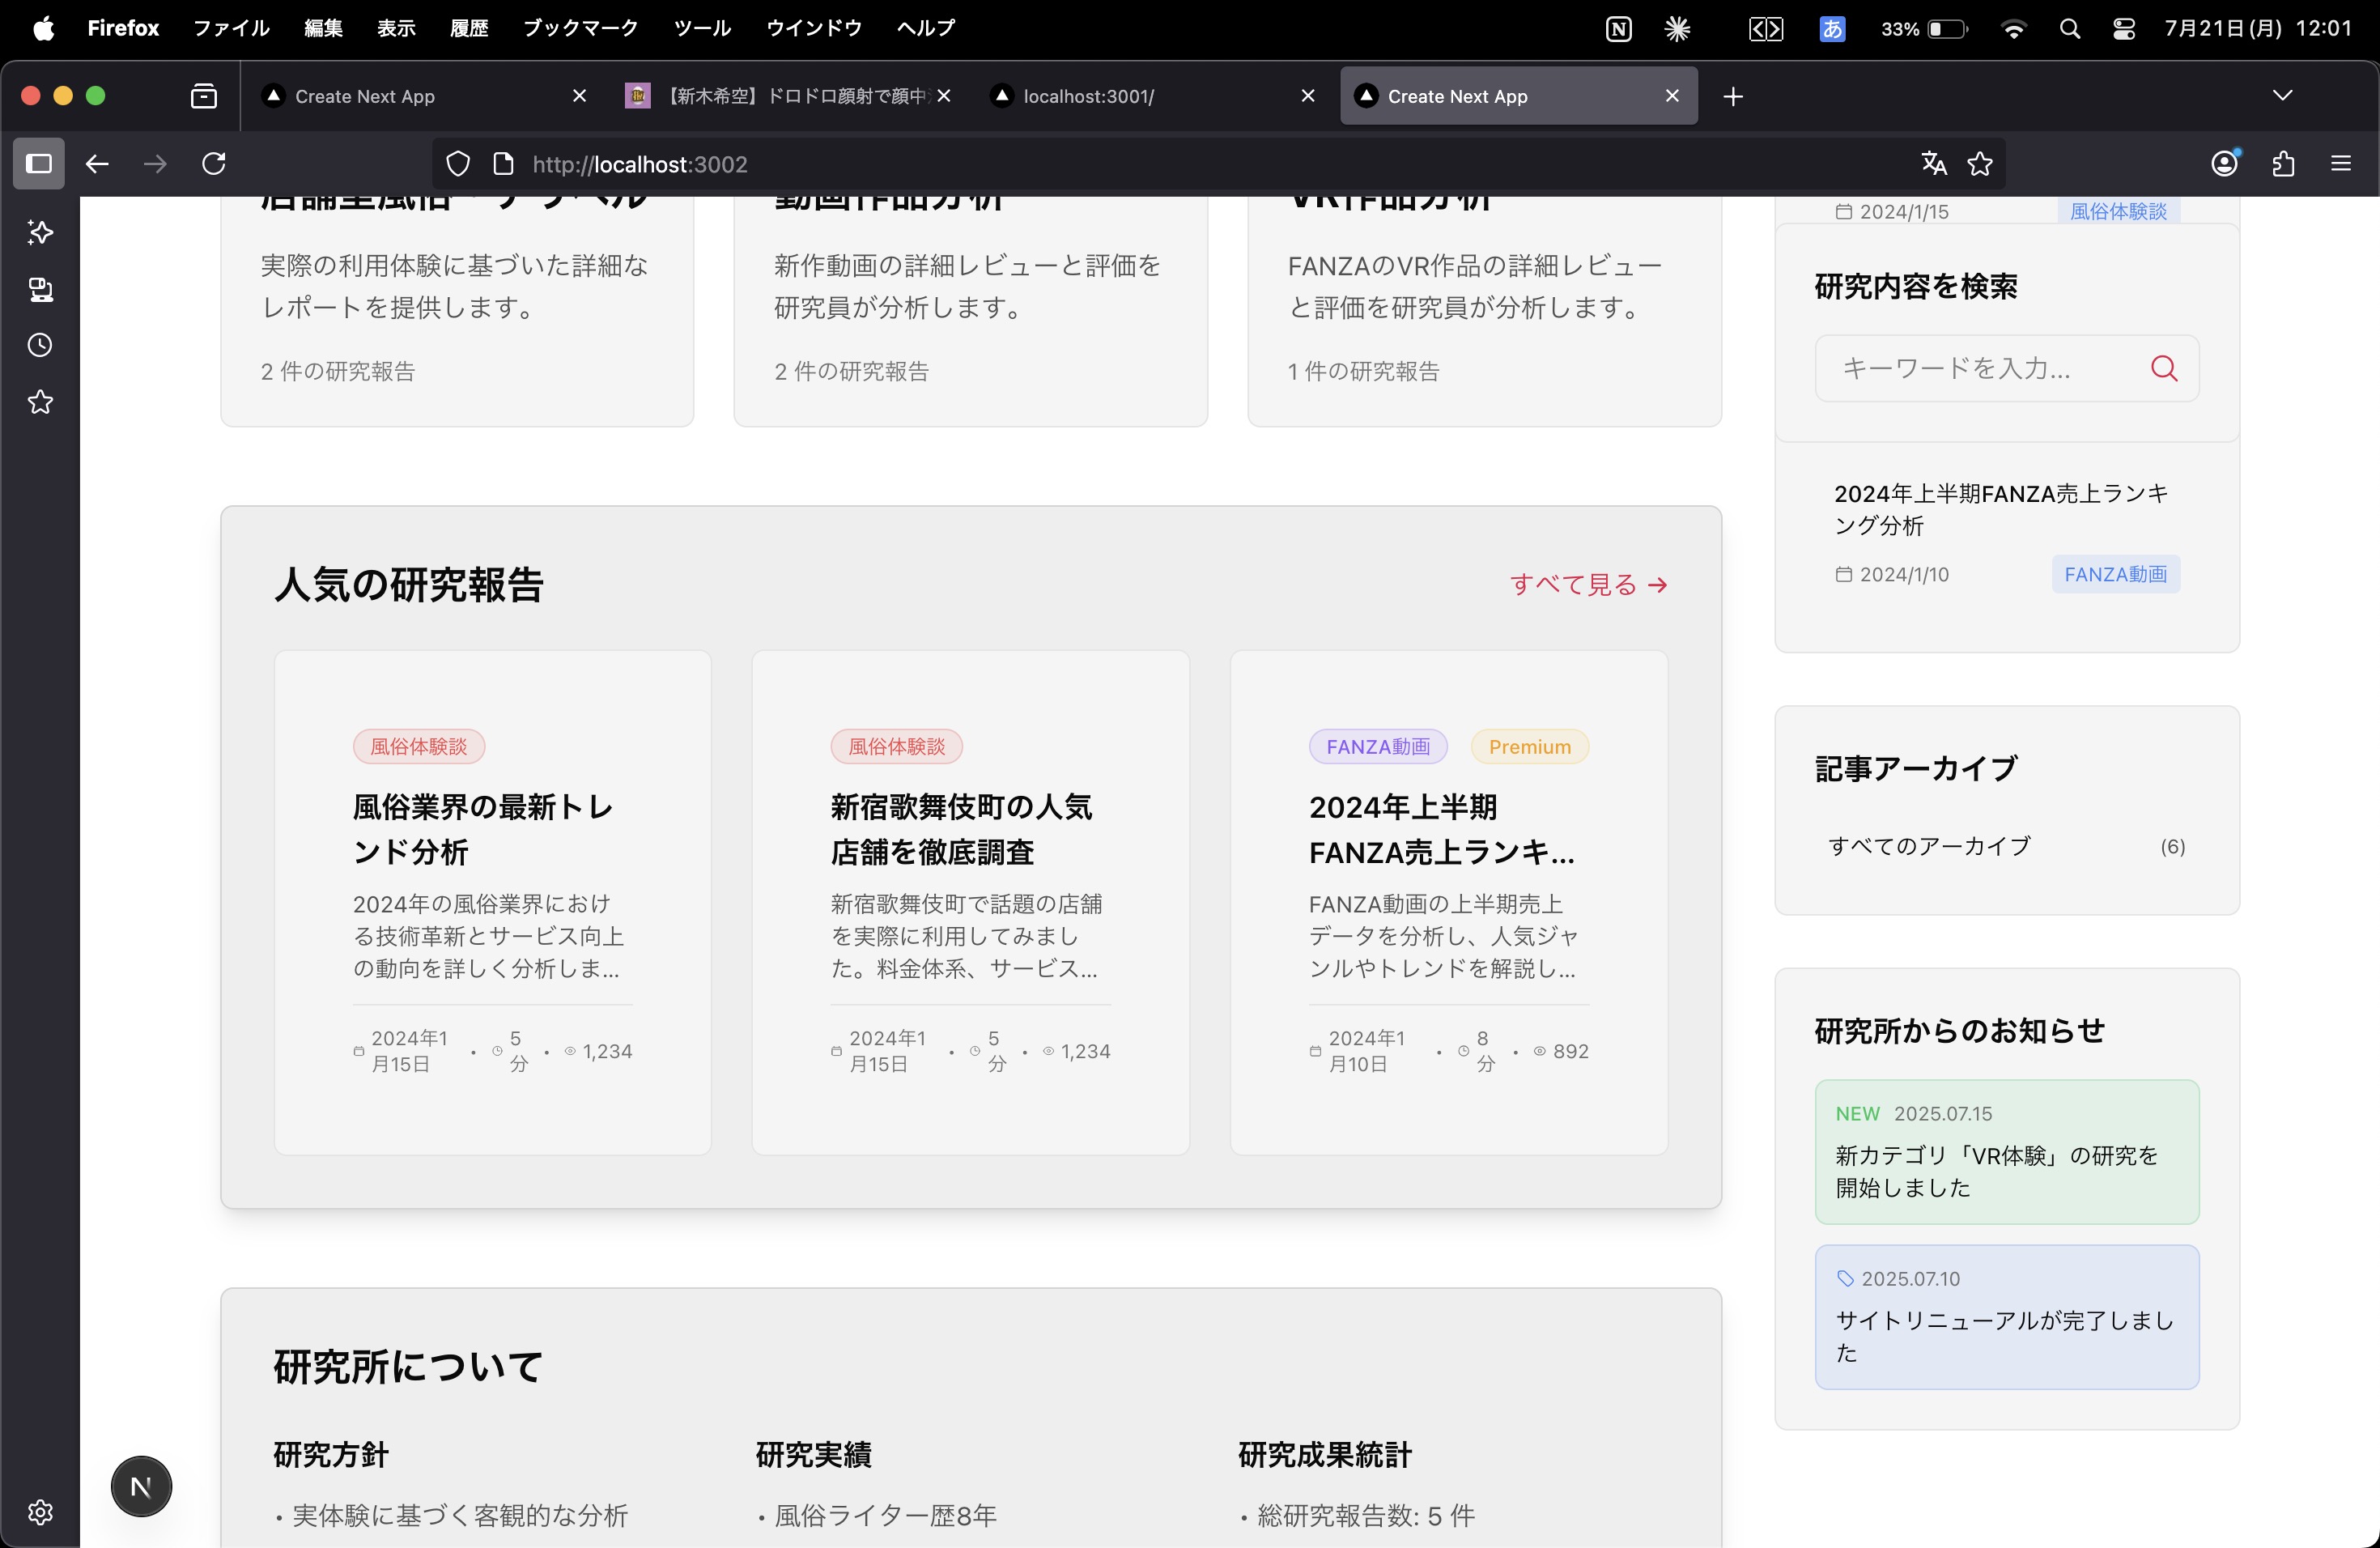 Firefox ファイル 編集 表示 履歴 ブックマーク ツール ウインドウ ヘルプ
あ 33% 7月21日(月) 12:01
Create Next App
【新木希空】ドロドロ顔射で顔中
localhost:3001/
Create Next App
http://localhost:3002
動画作品分析
VR作品分析
実際の利用体験に基づいた詳細な
レポートを提供します。
2 件の研究報告
新作動画の詳細レビューと評価を
研究員が分析します。
2 件の研究報告
FANZAのVR作品の詳細レビュー
と評価を研究員が分析します。
1 件の研究報告
人気の研究報告
すべて見る →
風俗体験談
風俗業界の最新トレ
ンド分析
2024年の風俗業界におけ
る技術革新とサービス向上
の動向を詳しく分析しま...
2024年1
月15日
•
5
分
•
1,234
風俗体験談
新宿歌舞伎町の人気
店舗を徹底調査
新宿歌舞伎町で話題の店舗
を実際に利用してみまし
た。料金体系、サービス...
2024年1
月15日
•
5
分
•
1,234
FANZA動画 Premium
2024年上半期
FANZA売上ランキ...
FANZA動画の上半期売上
データを分析し、人気ジャ
ンルやトレンドを解説し...
2024年1
月10日
•
8
分
•
892
研究所について
研究方針
• 実体験に基づく客観的な分析
研究実績
• 風俗ライター歴8年
研究成果統計
• 総研究報告数: 5 件
2024/1/15 風俗体験談
研究内容を検索
キーワードを入力...
2024年上半期FANZA売上ランキ
ング分析
2024/1/10 FANZA動画
記事アーカイブ
すべてのアーカイブ (6)
研究所からのお知らせ
NEW 2025.07.15
新カテゴリ「VR体験」の研究を
開始しました
2025.07.10
サイトリニューアルが完了しまし
た
N